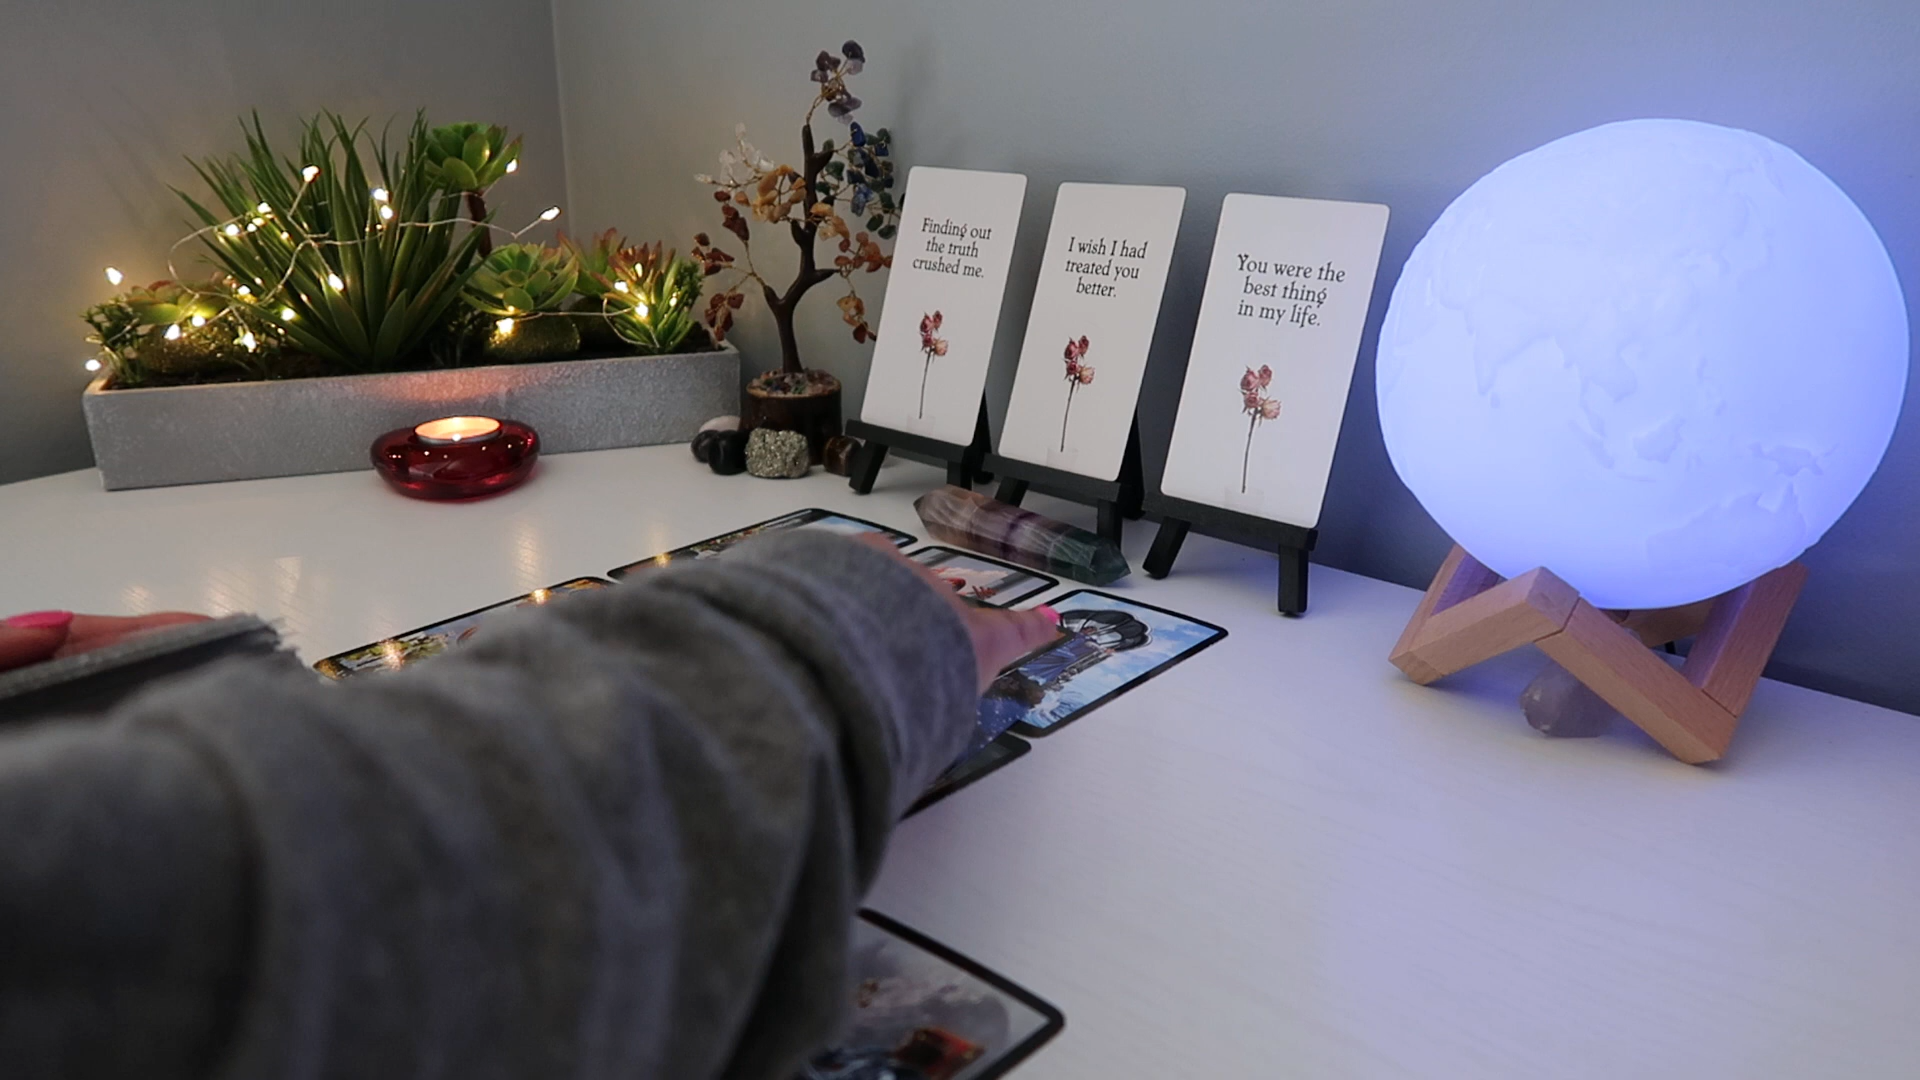 Finding out
the truth
crushed me.
I wish I had
treated you
better.
You were the
best thing
in my life.